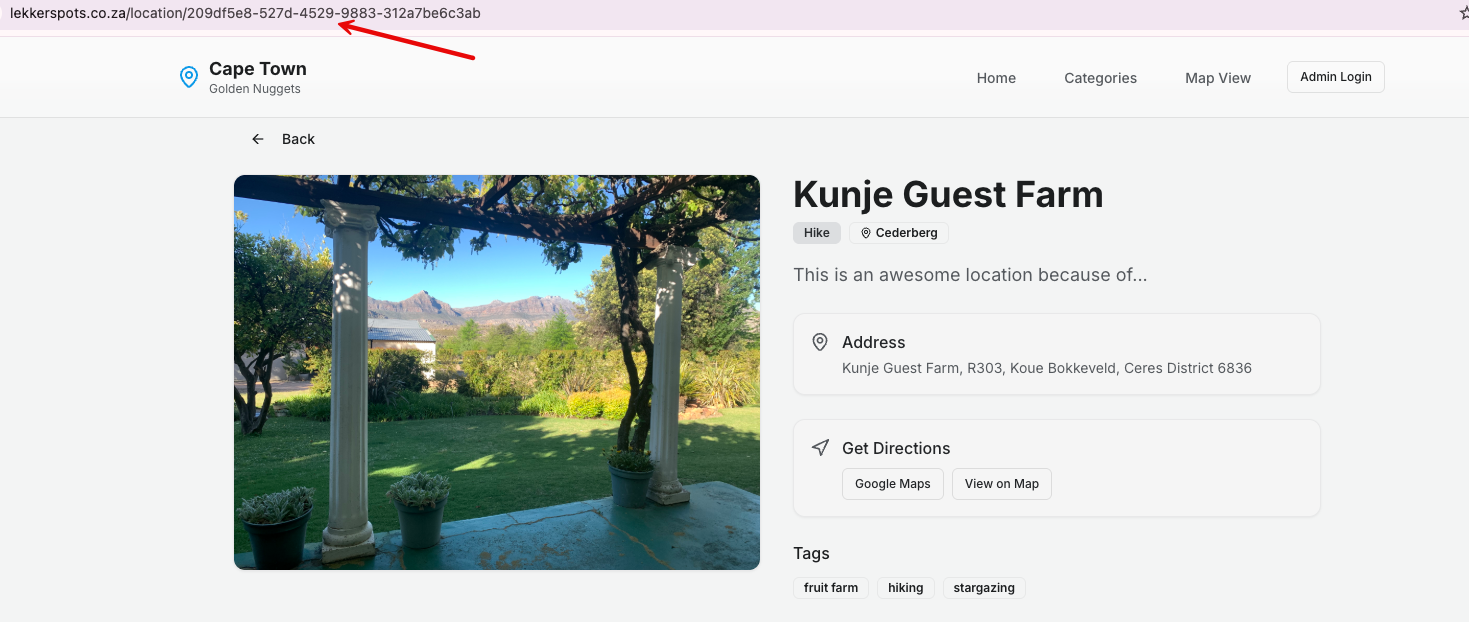 lekkerspots.co.za/location/209df5e8-527d-4529-9883-312a7be6c3ab
Cape Town
Golden Nuggets
Home
Categories
Map View
Admin Login
Back
Kunje Guest Farm
Hike
Cederberg
This is an awesome location because of...
Address
Kunje Guest Farm, R303, Koue Bokkeveld, Ceres District 6836
Get Directions
Google Maps
View on Map
Tags
fruit farm
hiking
stargazing